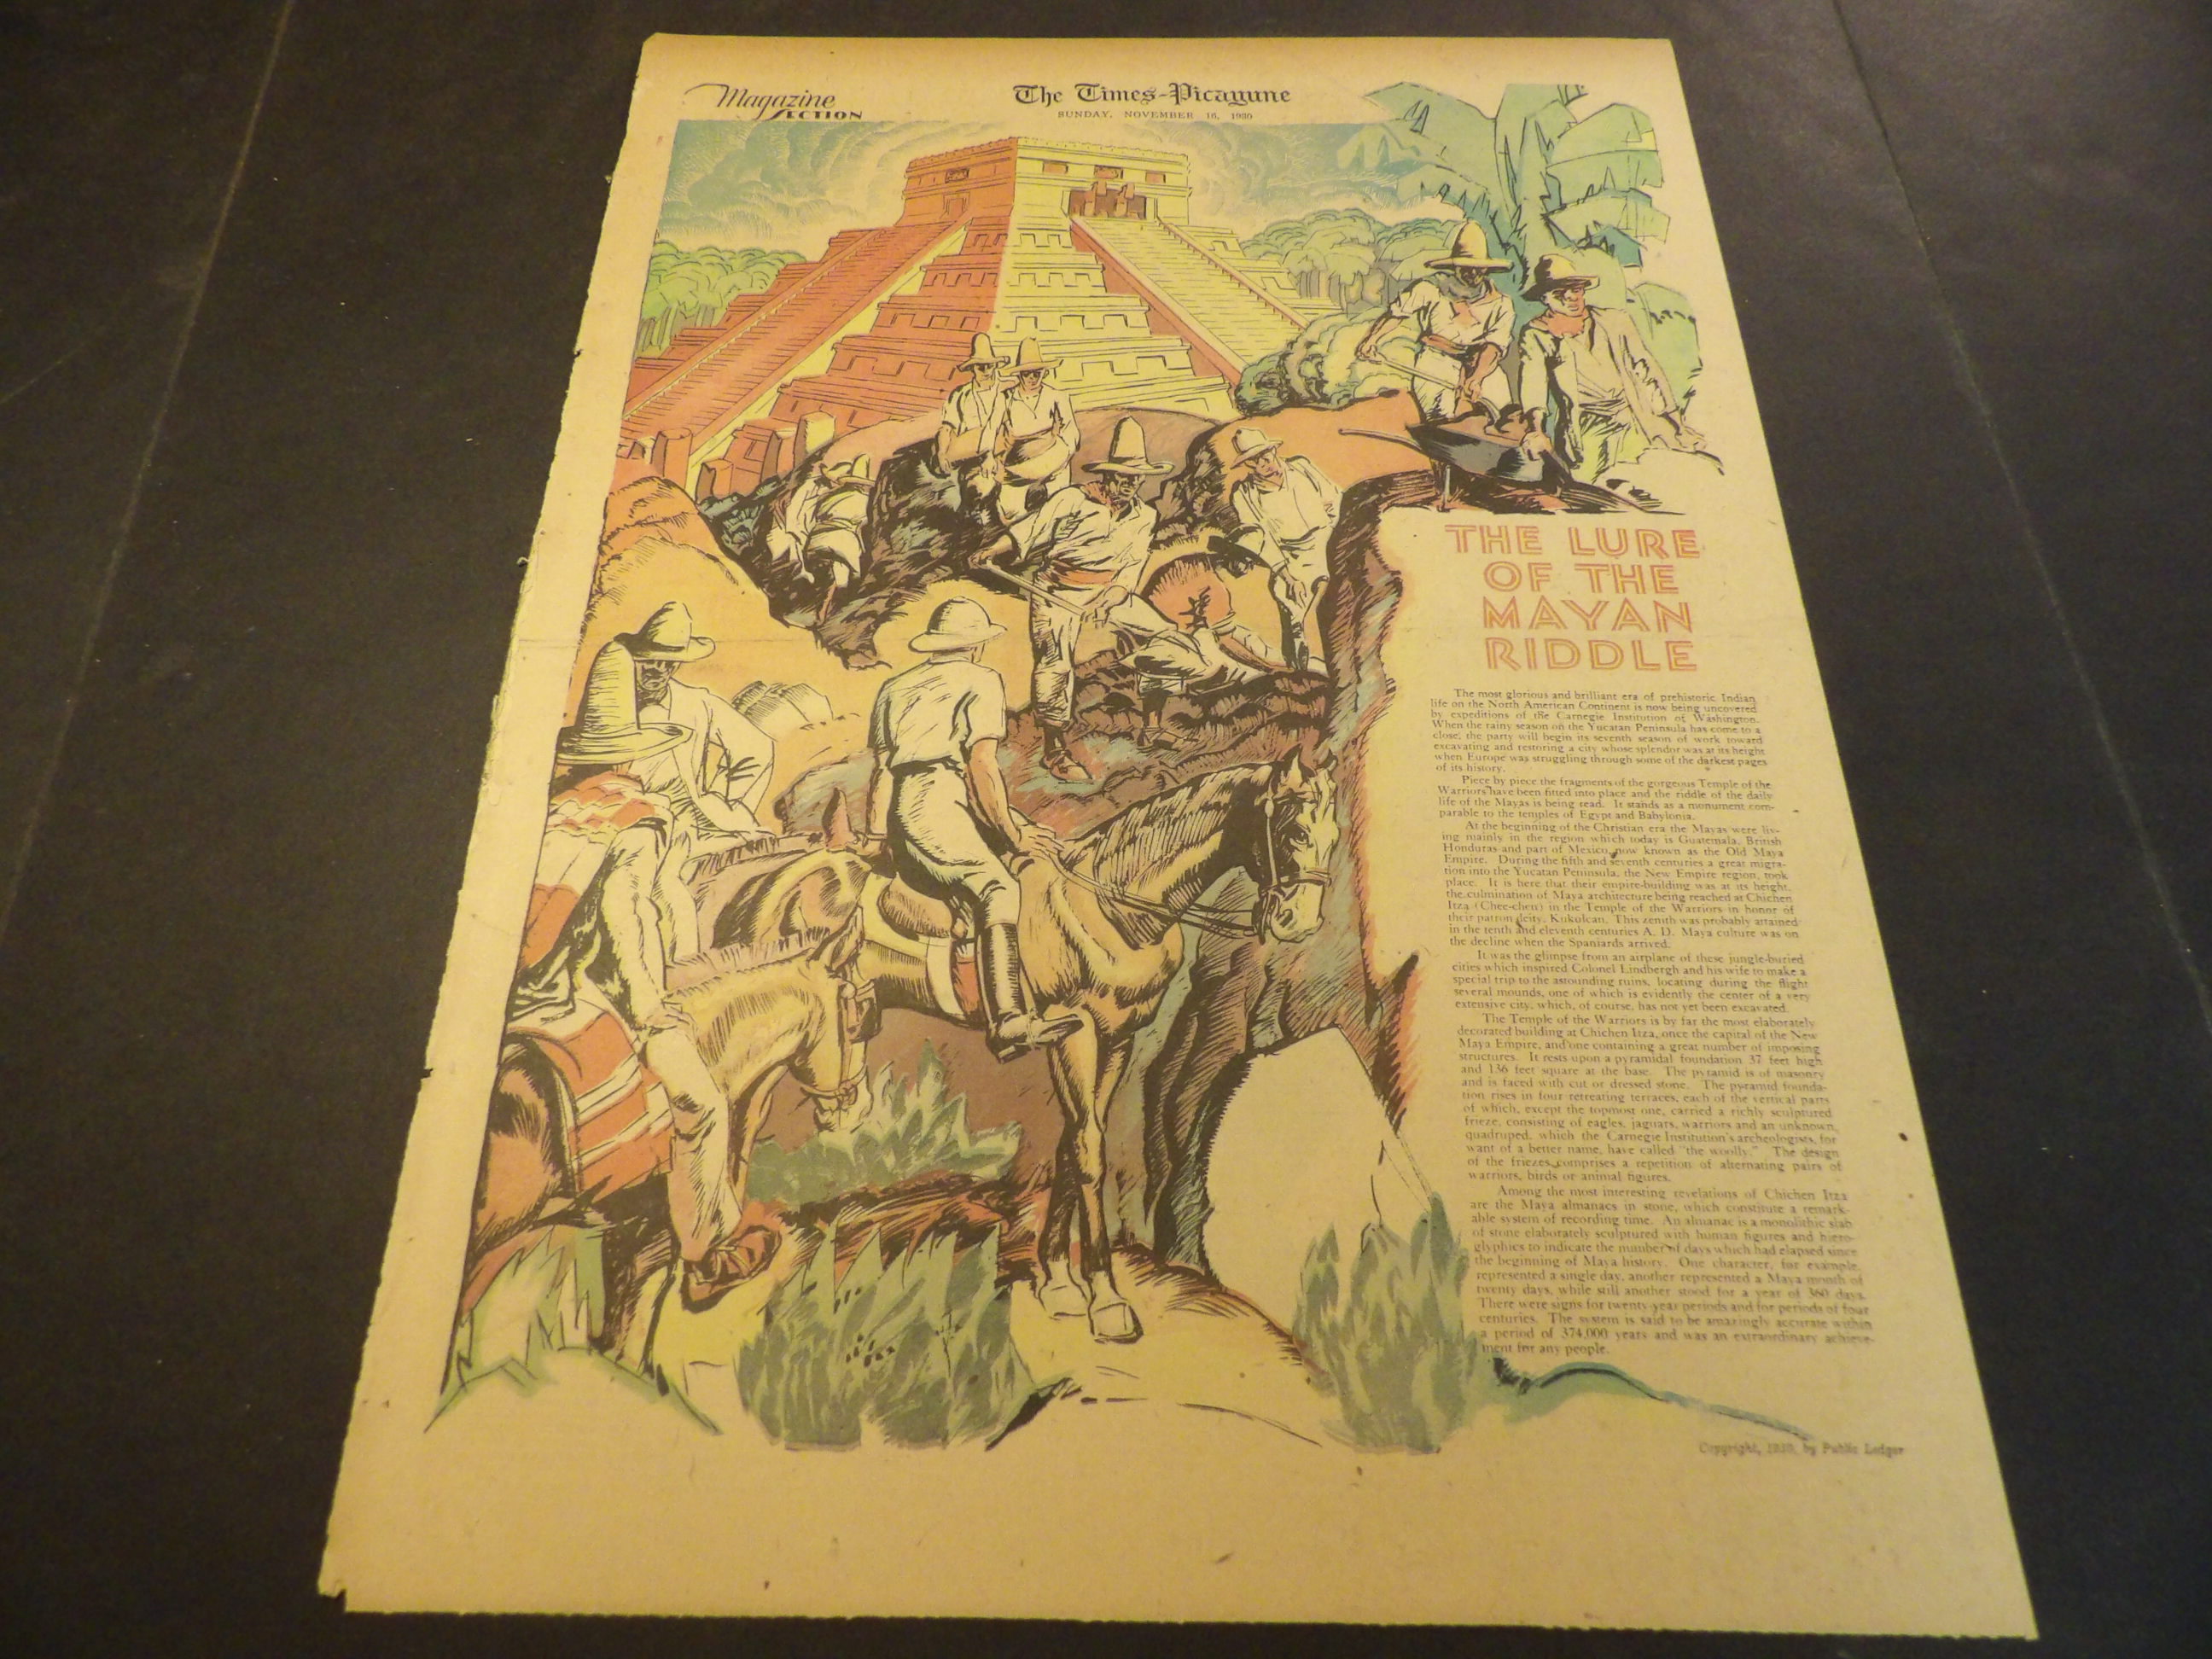 Magazine
SECTION
The Times-Picayune
SUNDAY, NOVEMBER 16, 1930
THE LURE
OF THE
MAYAN
RIDDLE
The most glorious and brilliant era of prehistoric Indian
life on the North American Continent is now being uncovered
by expeditions of the Carnegie Institution of Washington.
When the rainy season on the Yucatan Peninsula has come to a
close, the party will begin its seventh season of work toward
excavating and restoring a city whose splendor was at its height
when Europe was struggling through some of the darkest pages
of its history.
Piece by piece the fragments of the gorgeous Temple of the
Warriors have been fitted into place and the riddle of the daily
life of the Mayas is being read. It stands as a monument com-
parable to the temples of Egypt and Babylonia.
At the beginning of the Christian era the Mayas were liv-
ing mainly in the region which today is Guatemala, British
Honduras and part of Mexico, now known as the Old Maya
Empire. During the fifth and seventh centuries a great migra-
tion into the Yucatan Peninsula, the New Empire region, took
place. It is here that their empire-building was at its height,
the culmination of Maya architecture being reached at Chichen
Itza (Chee-chen) in the Temple of the Warriors in honor of
their patron deity, Kukulcan. This zenith was probably attained
in the tenth and eleventh centuries A. D. Maya culture was on
the decline when the Spaniards arrived.
It was the glimpse from an airplane of these jungle-buried
cities which inspired Colonel Lindbergh and his wife to make a
special trip to the astounding ruins, locating during the flight
several mounds, one of which is evidently the center of a very
extensive city, which, of course, has not yet been excavated.
The Temple of the Warriors is by far the most elaborately
decorated building at Chichen Itza, once the capital of the New
Maya Empire, and one containing a great number of imposing
structures. It rests upon a pyramidal foundation 37 feet high
and 136 feet square at the base. The pyramid is of masonry
and is faced with cut or dressed stone. The pyramid founda-
tion rises in four retreating terraces, each of the vertical parts
of which, except the topmost one, carried a richly sculptured
frieze, consisting of eagles, jaguars, warriors and an unknown
quadruped, which the Carnegie Institution's archeologists, for
want of a better name, have called "the woolly." The design
of the friezes comprises a repetition of alternating pairs of
warriors, birds or animal figures.
Among the most interesting revelations of Chichen Itza
are the Maya almanacs in stone, which constitute a remark-
able system of recording time. An almanac is a monolithic slab
of stone elaborately sculptured with human figures and hiero-
glyphics to indicate the number of days which had elapsed since
the beginning of Maya history. One character, for example,
represented a single day, another represented a Maya month of
twenty days, while still another stood for a year of 360 days.
There were signs for twenty-year periods and for periods of four
centuries. The system is said to be amazingly accurate within
a period of 374,000 years and was an extraordinary achieve-
ment for any people.
Copyright, 1930, by Public Ledger